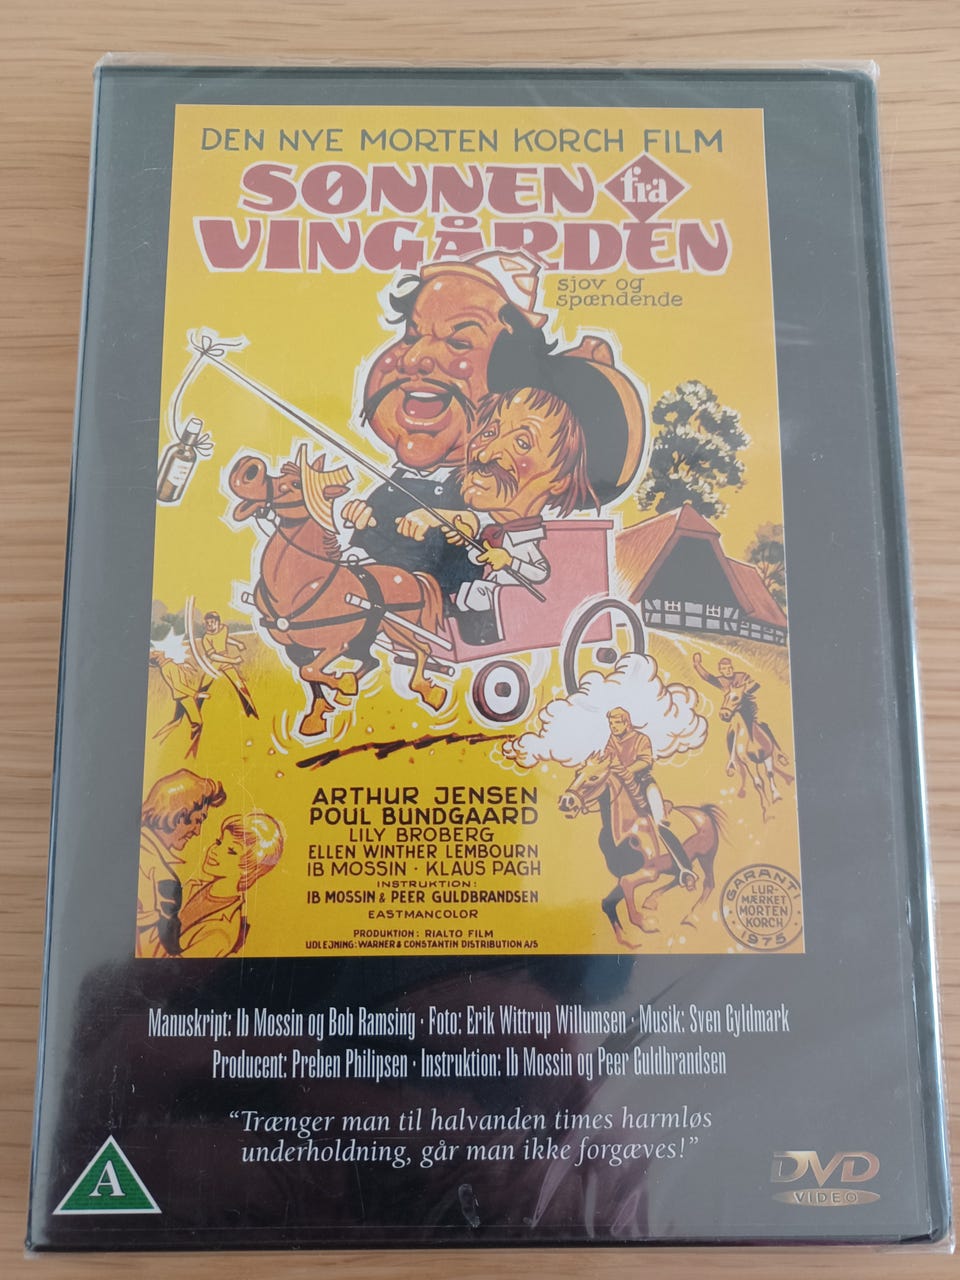 DEN NYE MORTEN KORCH FILM
SØNNEN fra
VINGÅRDEN
sjov og
spændende
ARTHUR JENSEN
POUL BUNDGAARD
LILY BROBERG
ELLEN WINTHER LEMBOURN
IB MOSSIN · KLAUS PAGH
INSTRUKTION:
IB MOSSIN & PEER GULDBRANDSEN
EASTMANCOLOR
PRODUKTION: RIALTO FILM
UDLEJNING: WARNER & CONSTANTIN DISTRIBUTION A/S
GARANTI
LUR-
MÆRKET
MORTEN
KORCH
1975
Manuskript: Ib Mossin og Bob Ramsing · Foto: Erik Wittrup Willumsen · Musik: Sven Gyldmark
Producent: Preben Philipsen · Instruktion: Ib Mossin og Peer Guldbrandsen
“Trænger man til halvanden times harmløs
underholdning, går man ikke forgæves!”
A
DVD
VIDEO